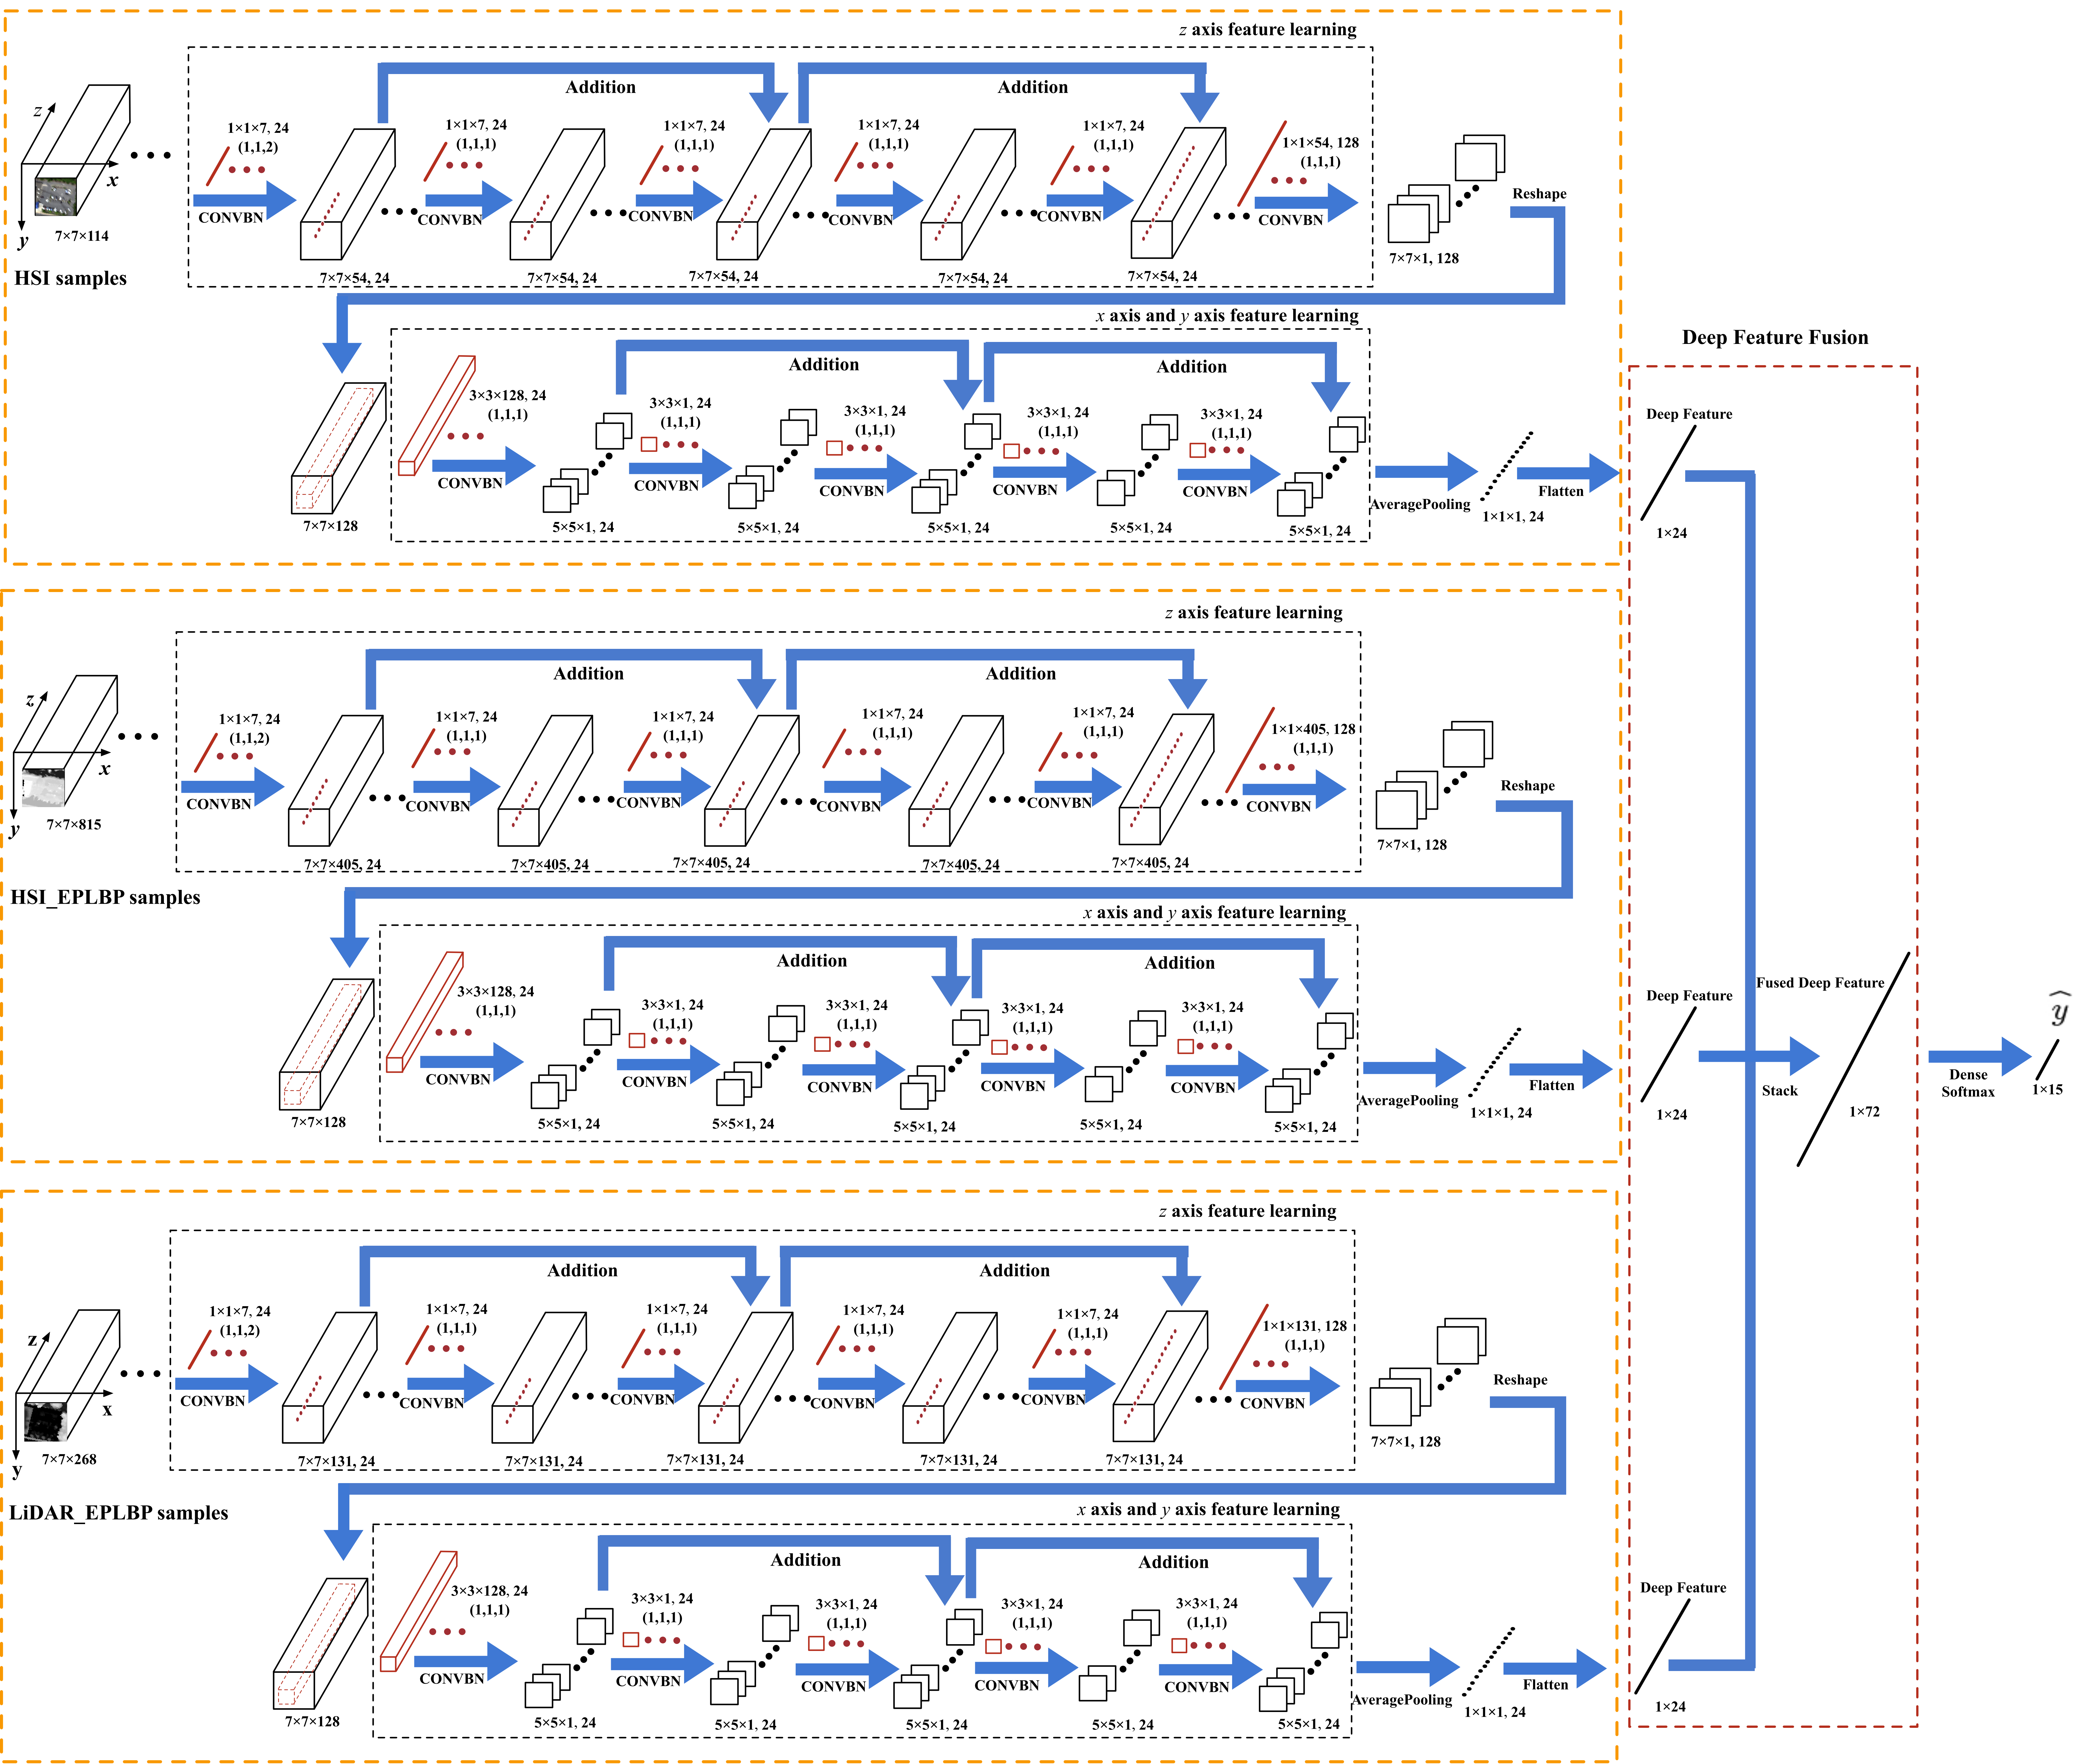 z axis feature learning
Addition
Addition
z
x
y
7×7×114
HSI samples
1×1×7, 24
(1,1,2)
CONVBN
7×7×54, 24
1×1×7, 24
(1,1,1)
CONVBN
7×7×54, 24
1×1×7, 24
(1,1,1)
CONVBN
7×7×54, 24
1×1×7, 24
(1,1,1)
CONVBN
7×7×54, 24
1×1×7, 24
(1,1,1)
CONVBN
7×7×54, 24
1×1×54, 128
(1,1,1)
CONVBN
7×7×1, 128
Reshape
x axis and y axis feature learning
Addition
Addition
7×7×128
3×3×128, 24
(1,1,1)
CONVBN
5×5×1, 24
3×3×1, 24
(1,1,1)
CONVBN
5×5×1, 24
3×3×1, 24
(1,1,1)
CONVBN
5×5×1, 24
3×3×1, 24
(1,1,1)
CONVBN
5×5×1, 24
3×3×1, 24
(1,1,1)
CONVBN
5×5×1, 24
AveragePooling
1×1×1, 24
Flatten
z axis feature learning
Addition
Addition
z
x
y
7×7×815
HSI_EPLBP samples
1×1×7, 24
(1,1,2)
CONVBN
7×7×405, 24
1×1×7, 24
(1,1,1)
CONVBN
7×7×405, 24
1×1×7, 24
(1,1,1)
CONVBN
7×7×405, 24
1×1×7, 24
(1,1,1)
CONVBN
7×7×405, 24
1×1×7, 24
(1,1,1)
CONVBN
7×7×405, 24
1×1×405, 128
(1,1,1)
CONVBN
7×7×1, 128
Reshape
x axis and y axis feature learning
Addition
Addition
7×7×128
3×3×128, 24
(1,1,1)
CONVBN
5×5×1, 24
3×3×1, 24
(1,1,1)
CONVBN
5×5×1, 24
3×3×1, 24
(1,1,1)
CONVBN
5×5×1, 24
3×3×1, 24
(1,1,1)
CONVBN
5×5×1, 24
3×3×1, 24
(1,1,1)
CONVBN
5×5×1, 24
AveragePooling
1×1×1, 24
Flatten
z axis feature learning
Addition
Addition
z
x
y
7×7×268
LiDAR_EPLBP samples
1×1×7, 24
(1,1,2)
CONVBN
7×7×131, 24
1×1×7, 24
(1,1,1)
CONVBN
7×7×131, 24
1×1×7, 24
(1,1,1)
CONVBN
7×7×131, 24
1×1×7, 24
(1,1,1)
CONVBN
7×7×131, 24
1×1×7, 24
(1,1,1)
CONVBN
7×7×131, 24
1×1×131, 128
(1,1,1)
CONVBN
7×7×1, 128
Reshape
x axis and y axis feature learning
Addition
Addition
7×7×128
3×3×128, 24
(1,1,1)
CONVBN
5×5×1, 24
3×3×1, 24
(1,1,1)
CONVBN
5×5×1, 24
3×3×1, 24
(1,1,1)
CONVBN
5×5×1, 24
3×3×1, 24
(1,1,1)
CONVBN
5×5×1, 24
3×3×1, 24
(1,1,1)
CONVBN
5×5×1, 24
AveragePooling
1×1×1, 24
Flatten
Deep Feature Fusion
Deep Feature
1×24
Deep Feature
1×24
Deep Feature
1×24
Stack
Fused Deep Feature
1×72
Dense
Softmax
ŷ
1×15